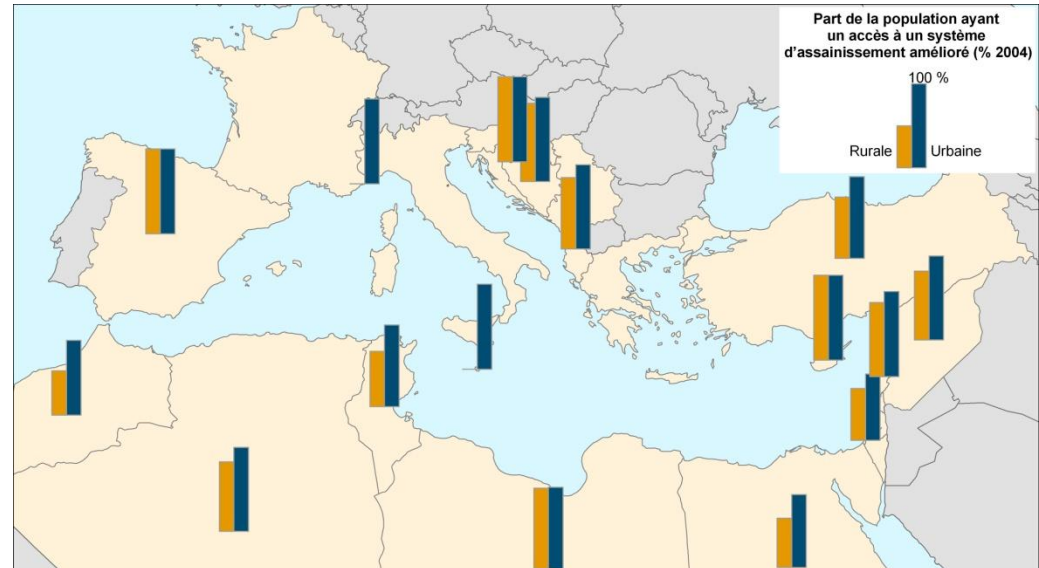 Part de la population ayant
un accès à un système
d'assainissement amélioré (% 2004)
100 %
Rurale Urbaine